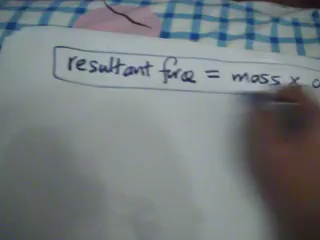 resultant force = mass x a